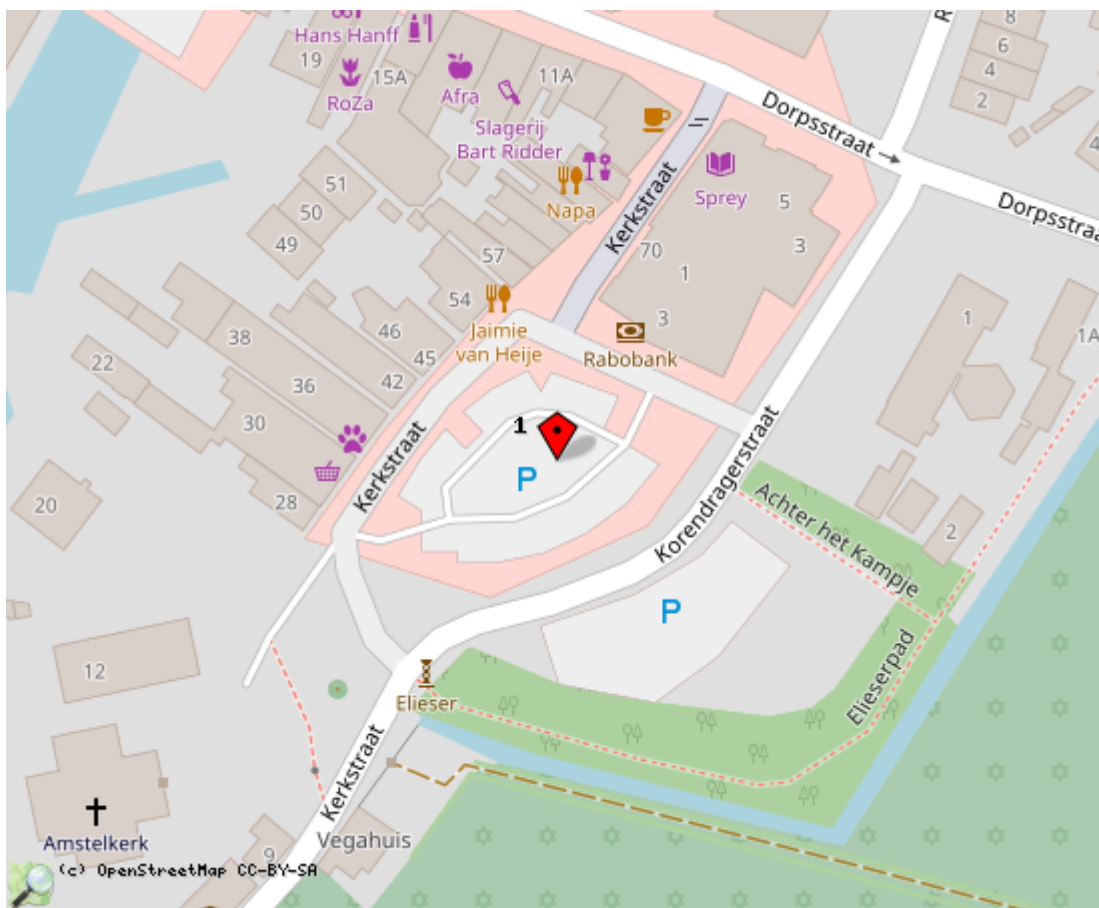 Hans Hanff
19
15A
RoZa
Afra
11A
Slagerij
Bart Ridder
Napa
Kerkstraat
Sprey
Dorpsstraat
Dorpsstraa
R
8
6
4
2
4
5
3
70
1
3
51
50
49
57
54
Jaimie
van Heije
Rabobank
46
45
42
38
36
30
28
22
20
1
1A
Kerkstraat
1
P
Korendragerstraat
Achter het Kampje
2
P
Elieserpad
12
Elieser
Kerkstraat
Amstelkerk
9
Vegahuis
(c) OpenStreetMap CC-BY-SA